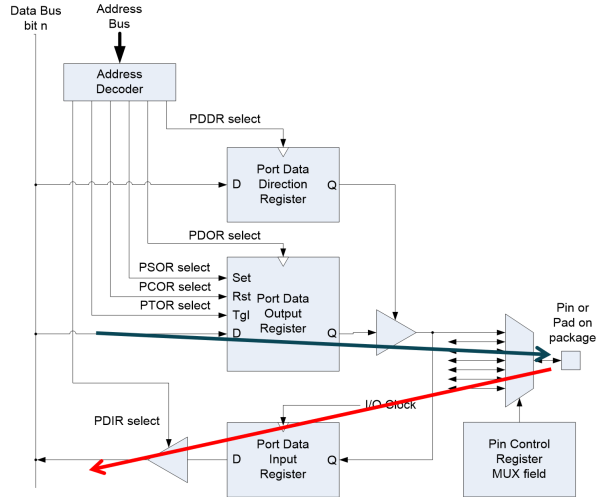 Data Bus
bit n
Address
Bus
Address
Decoder
PDDR select
Port Data
Direction
Register
D
Q
PDOR select
PSOR select
PCOR select
PTOR select
Set
Rst
Tgl
D
Port Data
Output
Register
Q
Pin or
Pad on
package
I/O Clock
PDIR select
Port Data
Input
Register
D
Q
Pin Control
Register
MUX field